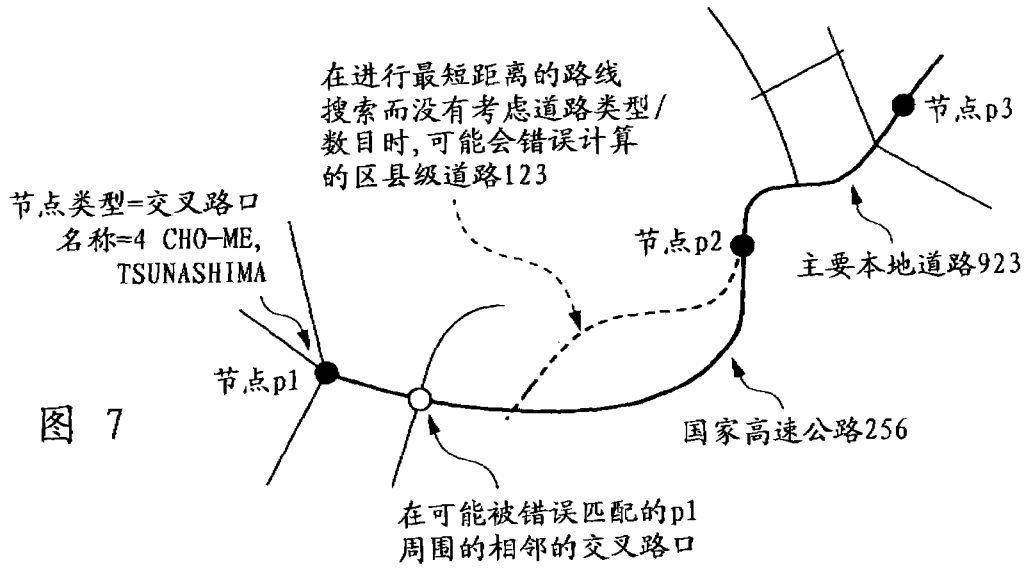 在进行最短距离的路线
搜索而没有考虑道路类型/
数目时,可能会错误计算
的区县级道路123
节点p3
节点类型=交叉路口
名称=4 CHO-ME,
TSUNASHIMA
节点p2
主要本地道路923
节点p1
图 7
国家高速公路256
在可能被错误匹配的p1
周围的相邻的交叉路口